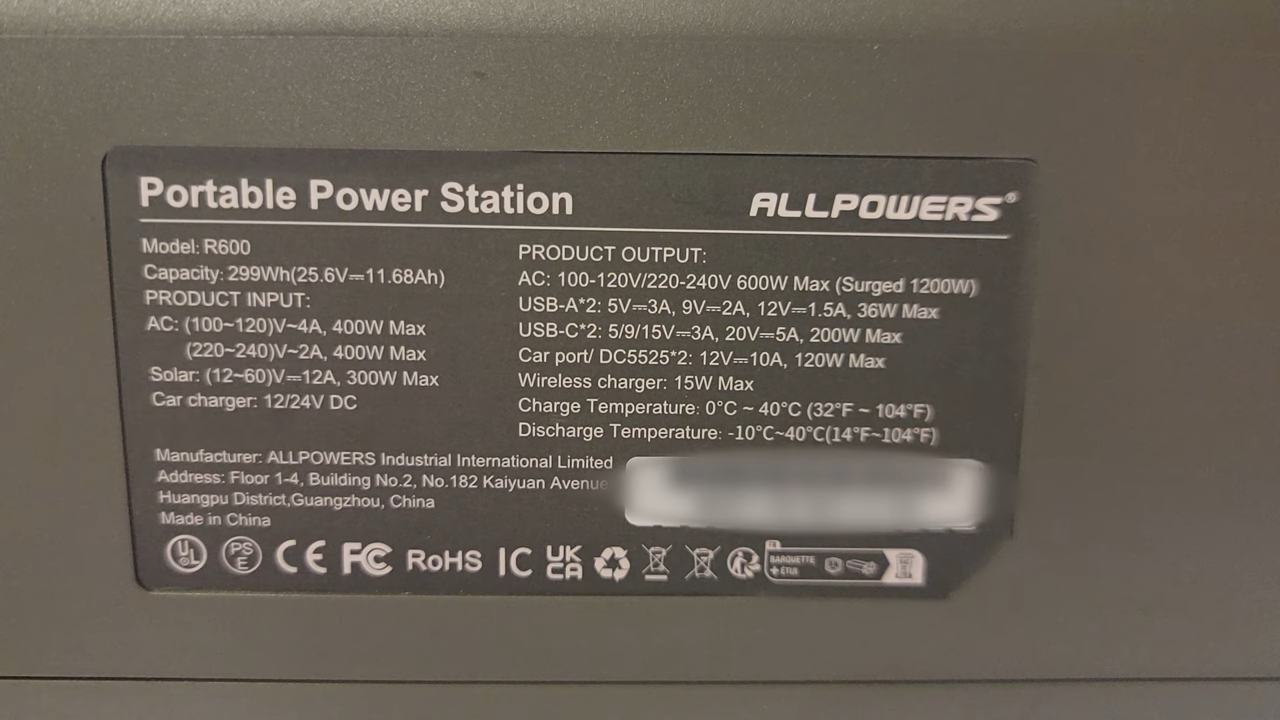 Portable Power Station
ALLPOWERS®
Model: R600
Capacity: 299Wh(25.6V⎓11.68Ah)
PRODUCT INPUT:
AC: (100~120)V~4A, 400W Max
(220~240)V~2A, 400W Max
Solar: (12~60)V⎓12A, 300W Max
Car charger: 12/24V DC
PRODUCT OUTPUT:
AC: 100-120V/220-240V 600W Max (Surged 1200W)
USB-A*2: 5V⎓3A, 9V⎓2A, 12V⎓1.5A, 36W Max
USB-C*2: 5/9/15V⎓3A, 20V⎓5A, 200W Max
Car port/ DC5525*2: 12V⎓10A, 120W Max
Wireless charger: 15W Max
Charge Temperature: 0°C ~ 40°C (32°F ~ 104°F)
Discharge Temperature: -10°C~40°C(14°F~104°F)
Manufacturer: ALLPOWERS Industrial International Limited
Address: Floor 1-4, Building No.2, No.182 Kaiyuan Avenue
Huangpu District,Guangzhou, China
Made in China
UL PSE CE FC RoHS IC UKCA
FR
BARQUETTE
+ ÉTUI